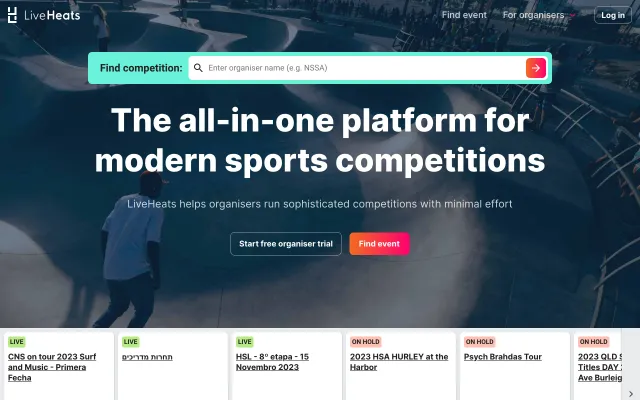 LiveHeats
Find event
For organisers
Log in
Find competition:
Enter organiser name (e.g. NSSA)
The all-in-one platform for
modern sports competitions
LiveHeats helps organisers run sophisticated competitions with minimal effort
Start free organiser trial
Find event
LIVE
CNS on tour 2023 Surf
and Music - Primera
Fecha
LIVE
תחרות מדריכים
LIVE
HSL - 8º etapa - 15
Novembro 2023
ON HOLD
2023 HSA HURLEY at the
Harbor
ON HOLD
Psych Brahdas Tour
ON HOLD
2023 QLD S
Titles DAY
Ave Burleig